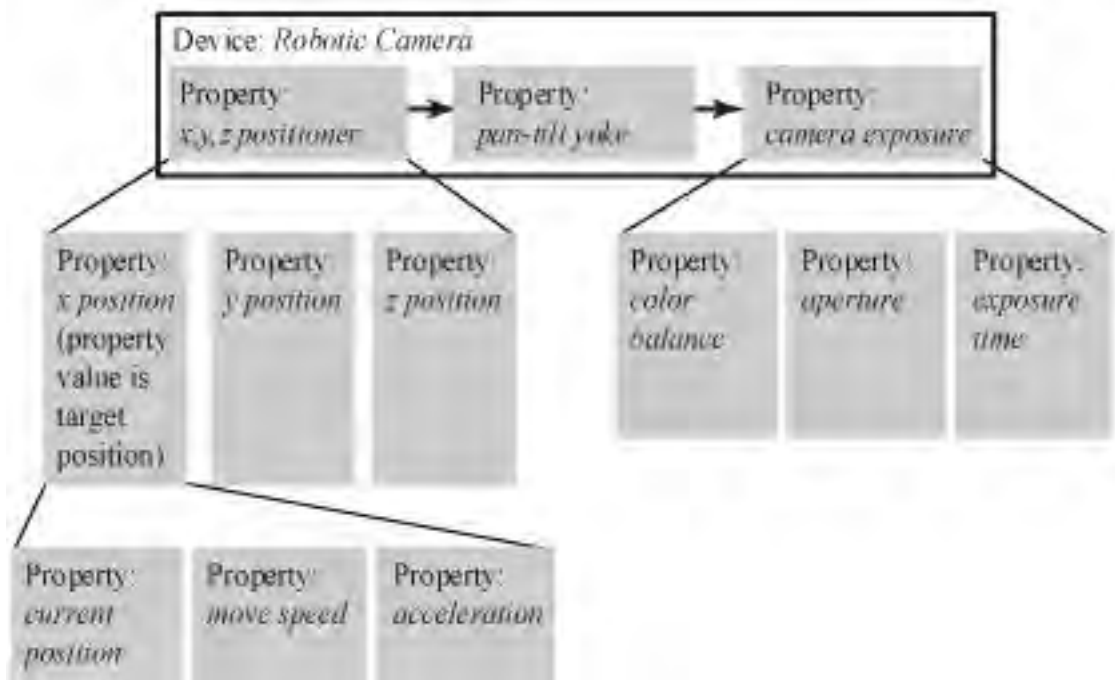 Device: Robotic Camera
Property:
x,y,z positioner
Property:
pan-tilt yoke
Property:
camera exposure
Property:
x position
(property
value is
target
position)
Property:
y position
Property:
z position
Property:
color
balance
Property:
aperture
Property:
exposure
time
Property:
current
position
Property:
move speed
Property:
acceleration